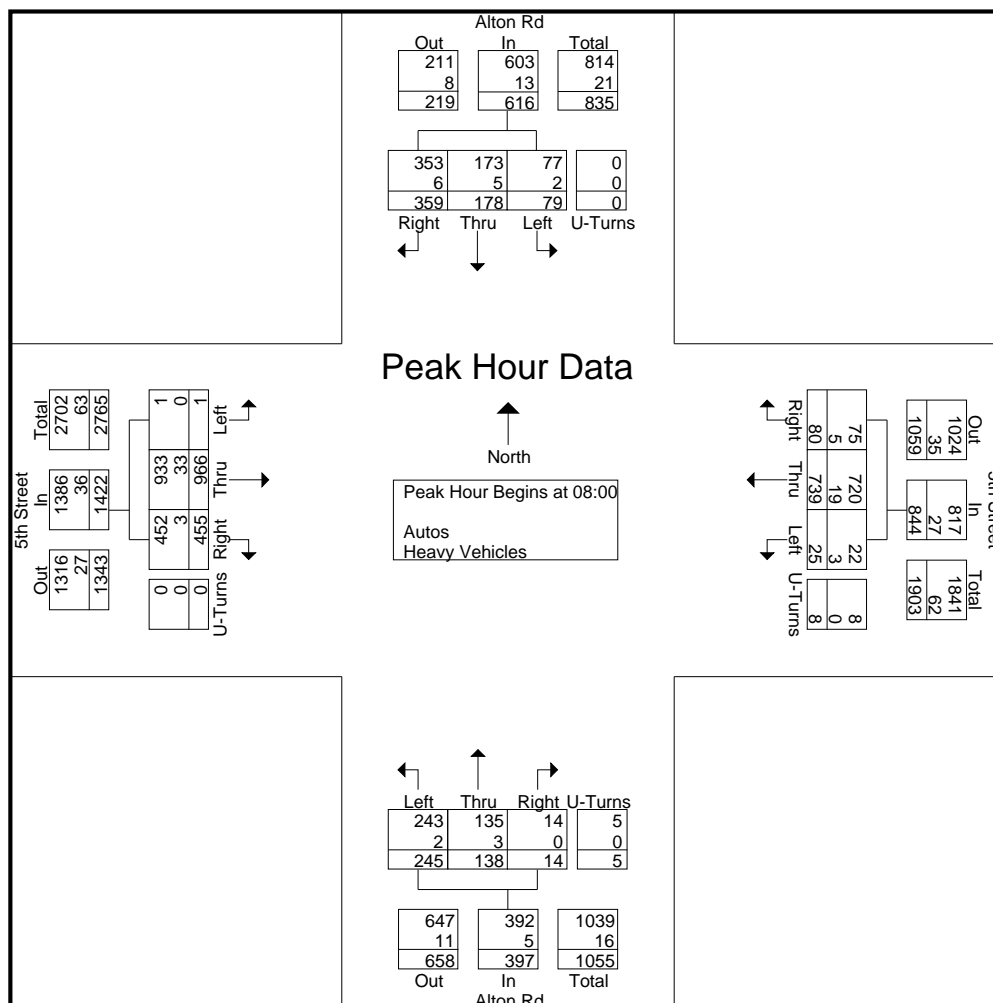 Alton Rd
Out In Total
211 603 814
8 13 21
219 616 835
353 173 77 0
6 5 2 0
359 178 79 0
Right Thru Left U-Turns
Peak Hour Data
North
Peak Hour Begins at 08:00
Autos
Heavy Vehicles
5th Street
Total In Out
2702 1386 1316
63 36 27
2765 1422 1343
1 933 452 0
0 33 3 0
1 966 455 0
Left Thru Right U-Turns
Out In Total
1024 817 1841
35 27 62
1059 844 1903
75 720 22 8
5 19 3 0
80 739 25 8
Right Thru Left U-Turns
Left Thru Right U-Turns
243 135 14 5
2 3 0 0
245 138 14 5
647 392 1039
11 5 16
658 397 1055
Out In Total
Alton Rd